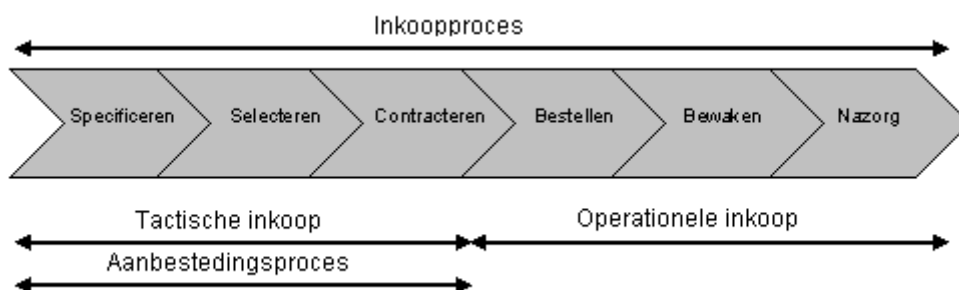 Inkoopproces
Specificeren Selecteren Contracteren Bestellen Bewaken Nazorg
Tactische inkoop Operationele inkoop
Aanbestedingsproces